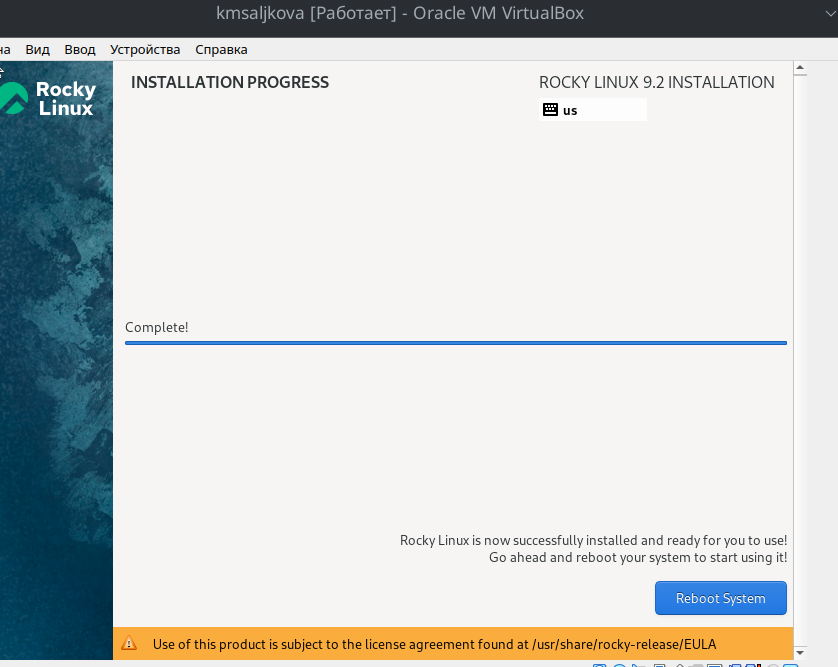 kmsaljkova [Работает] - Oracle VM VirtualBox
на Вид Ввод Устройства Справка
Rocky
Linux
INSTALLATION PROGRESS
ROCKY LINUX 9.2 INSTALLATION
us
Complete!
Rocky Linux is now successfully installed and ready for you to use!
Go ahead and reboot your system to start using it!
Reboot System
Use of this product is subject to the license agreement found at /usr/share/rocky-release/EULA